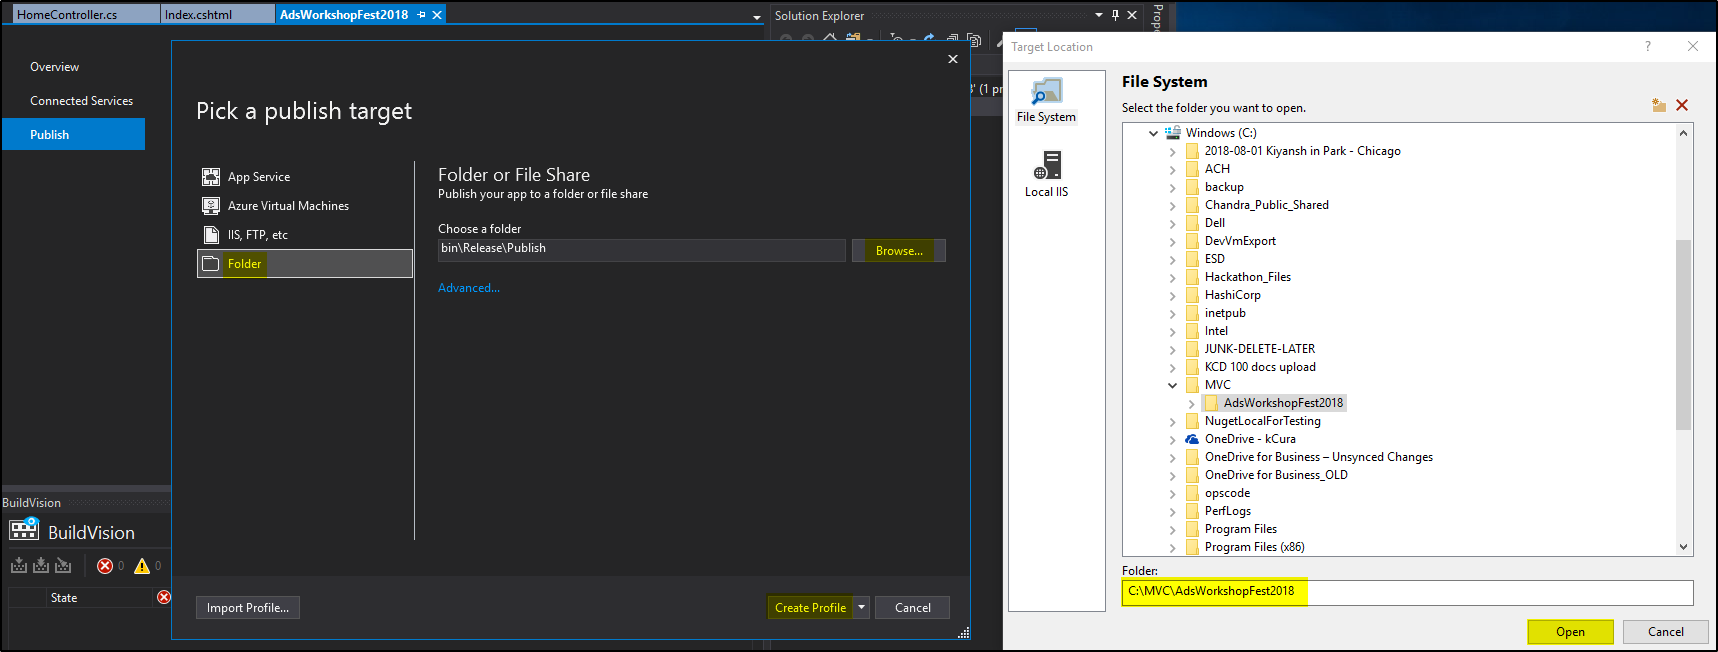 HomeController.cs
Index.cshtml
AdsWorkshopFest2018
Overview
Connected Services
Publish
Pick a publish target
App Service
Azure Virtual Machines
IIS, FTP, etc
Folder
Folder or File Share
Publish your app to a folder or file share
Choose a folder
bin\Release\Publish
Browse...
Advanced...
Import Profile...
Create Profile
Cancel
BuildVision
BuildVision
0
0
State
Solution Explorer
Prope
3' (1 pr
Target Location
?
File System
Local IIS
File System
Select the folder you want to open.
Windows (C:)
2018-08-01 Kiyansh in Park - Chicago
ACH
backup
Chandra_Public_Shared
Dell
DevVmExport
ESD
Hackathon_Files
HashiCorp
inetpub
Intel
JUNK-DELETE-LATER
KCD 100 docs upload
MVC
AdsWorkshopFest2018
NugetLocalForTesting
OneDrive - kCura
OneDrive for Business – Unsynced Changes
OneDrive for Business_OLD
opscode
PerfLogs
Program Files
Program Files (x86)
Folder:
C:\MVC\AdsWorkshopFest2018
Open
Cancel